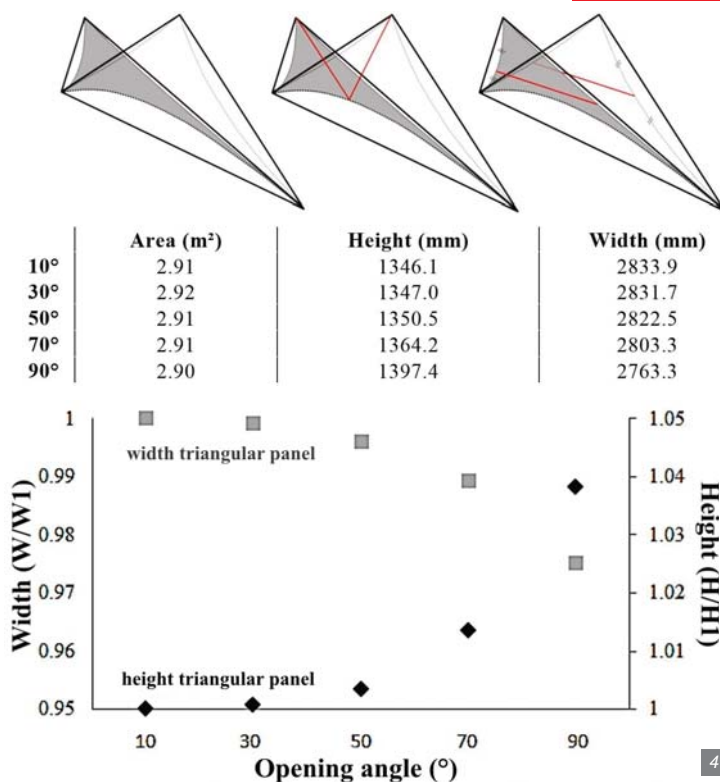 Area (m²) Height (mm) Width (mm)
10° 2.91 1346.1 2833.9
30° 2.92 1347.0 2831.7
50° 2.91 1350.5 2822.5
70° 2.91 1364.2 2803.3
90° 2.90 1397.4 2763.3
1 1.05
width triangular panel
0.99 1.04
0.98 1.03
0.97 1.02
0.96 1.01
height triangular panel
0.95 1
Width (W/W1)
Height (H/H1)
10 30 50 70 90
Opening angle (°)
4